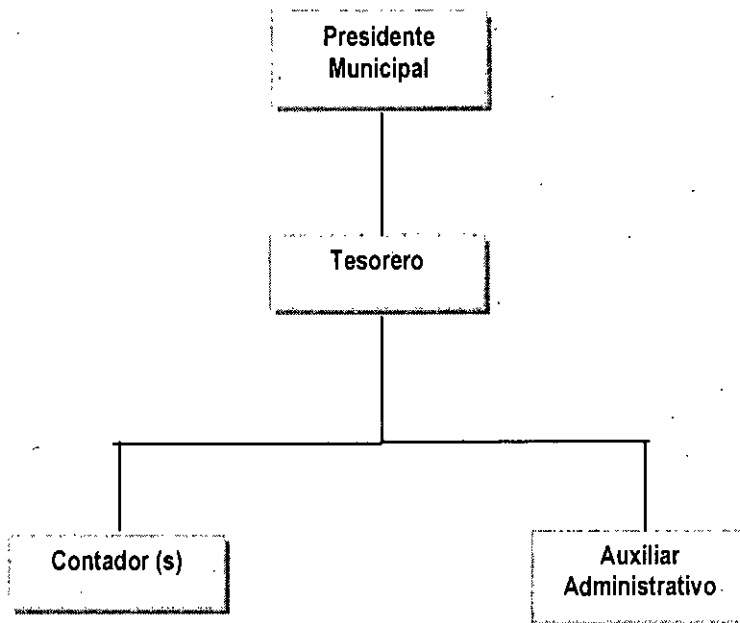 Presidente
Municipal
Tesorero
Contador (s)
Auxiliar
Administrativo